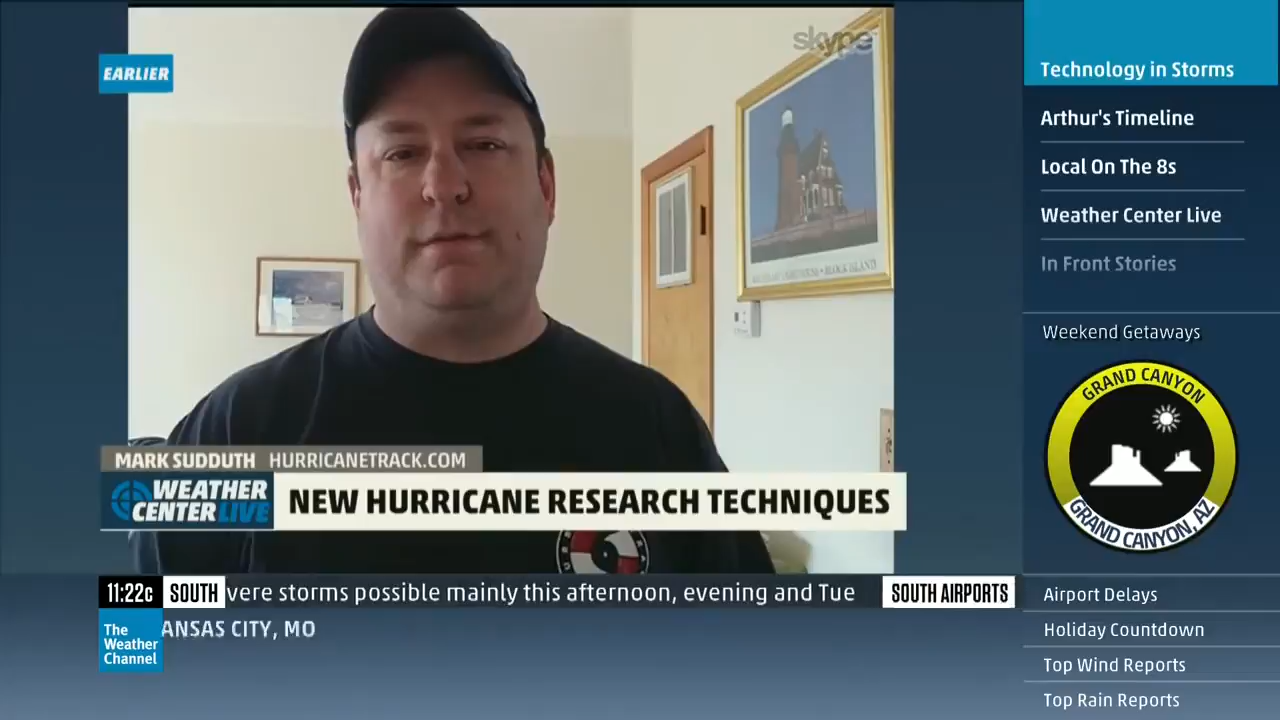 EARLIER
skype
BLOCK ISLAND
MARK SUDDUTH HURRICANETRACK.COM
WEATHER
CENTER LIVE
NEW HURRICANE RESEARCH TECHNIQUES
11:22c SOUTH vere storms possible mainly this afternoon, evening and Tue SOUTH AIRPORTS
The
Weather
Channel
ANSAS CITY, MO
Technology in Storms
Arthur's Timeline
Local On The 8s
Weather Center Live
In Front Stories
Weekend Getaways
GRAND CANYON
GRAND CANYON, AZ
Airport Delays
Holiday Countdown
Top Wind Reports
Top Rain Reports